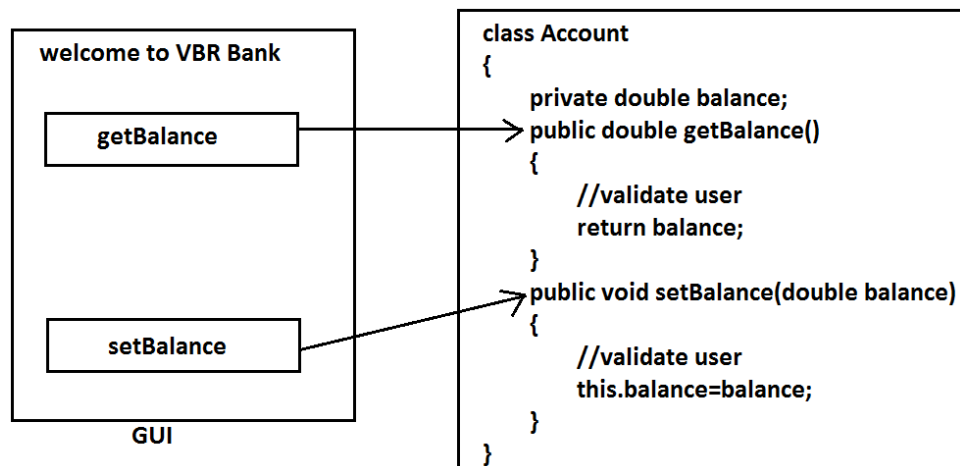 welcome to VBR Bank
getBalance
setBalance
GUI
class Account
{
private double balance;
public double getBalance()
{
//validate user
return balance;
}
public void setBalance(double balance)
{
//validate user
this.balance=balance;
}
}